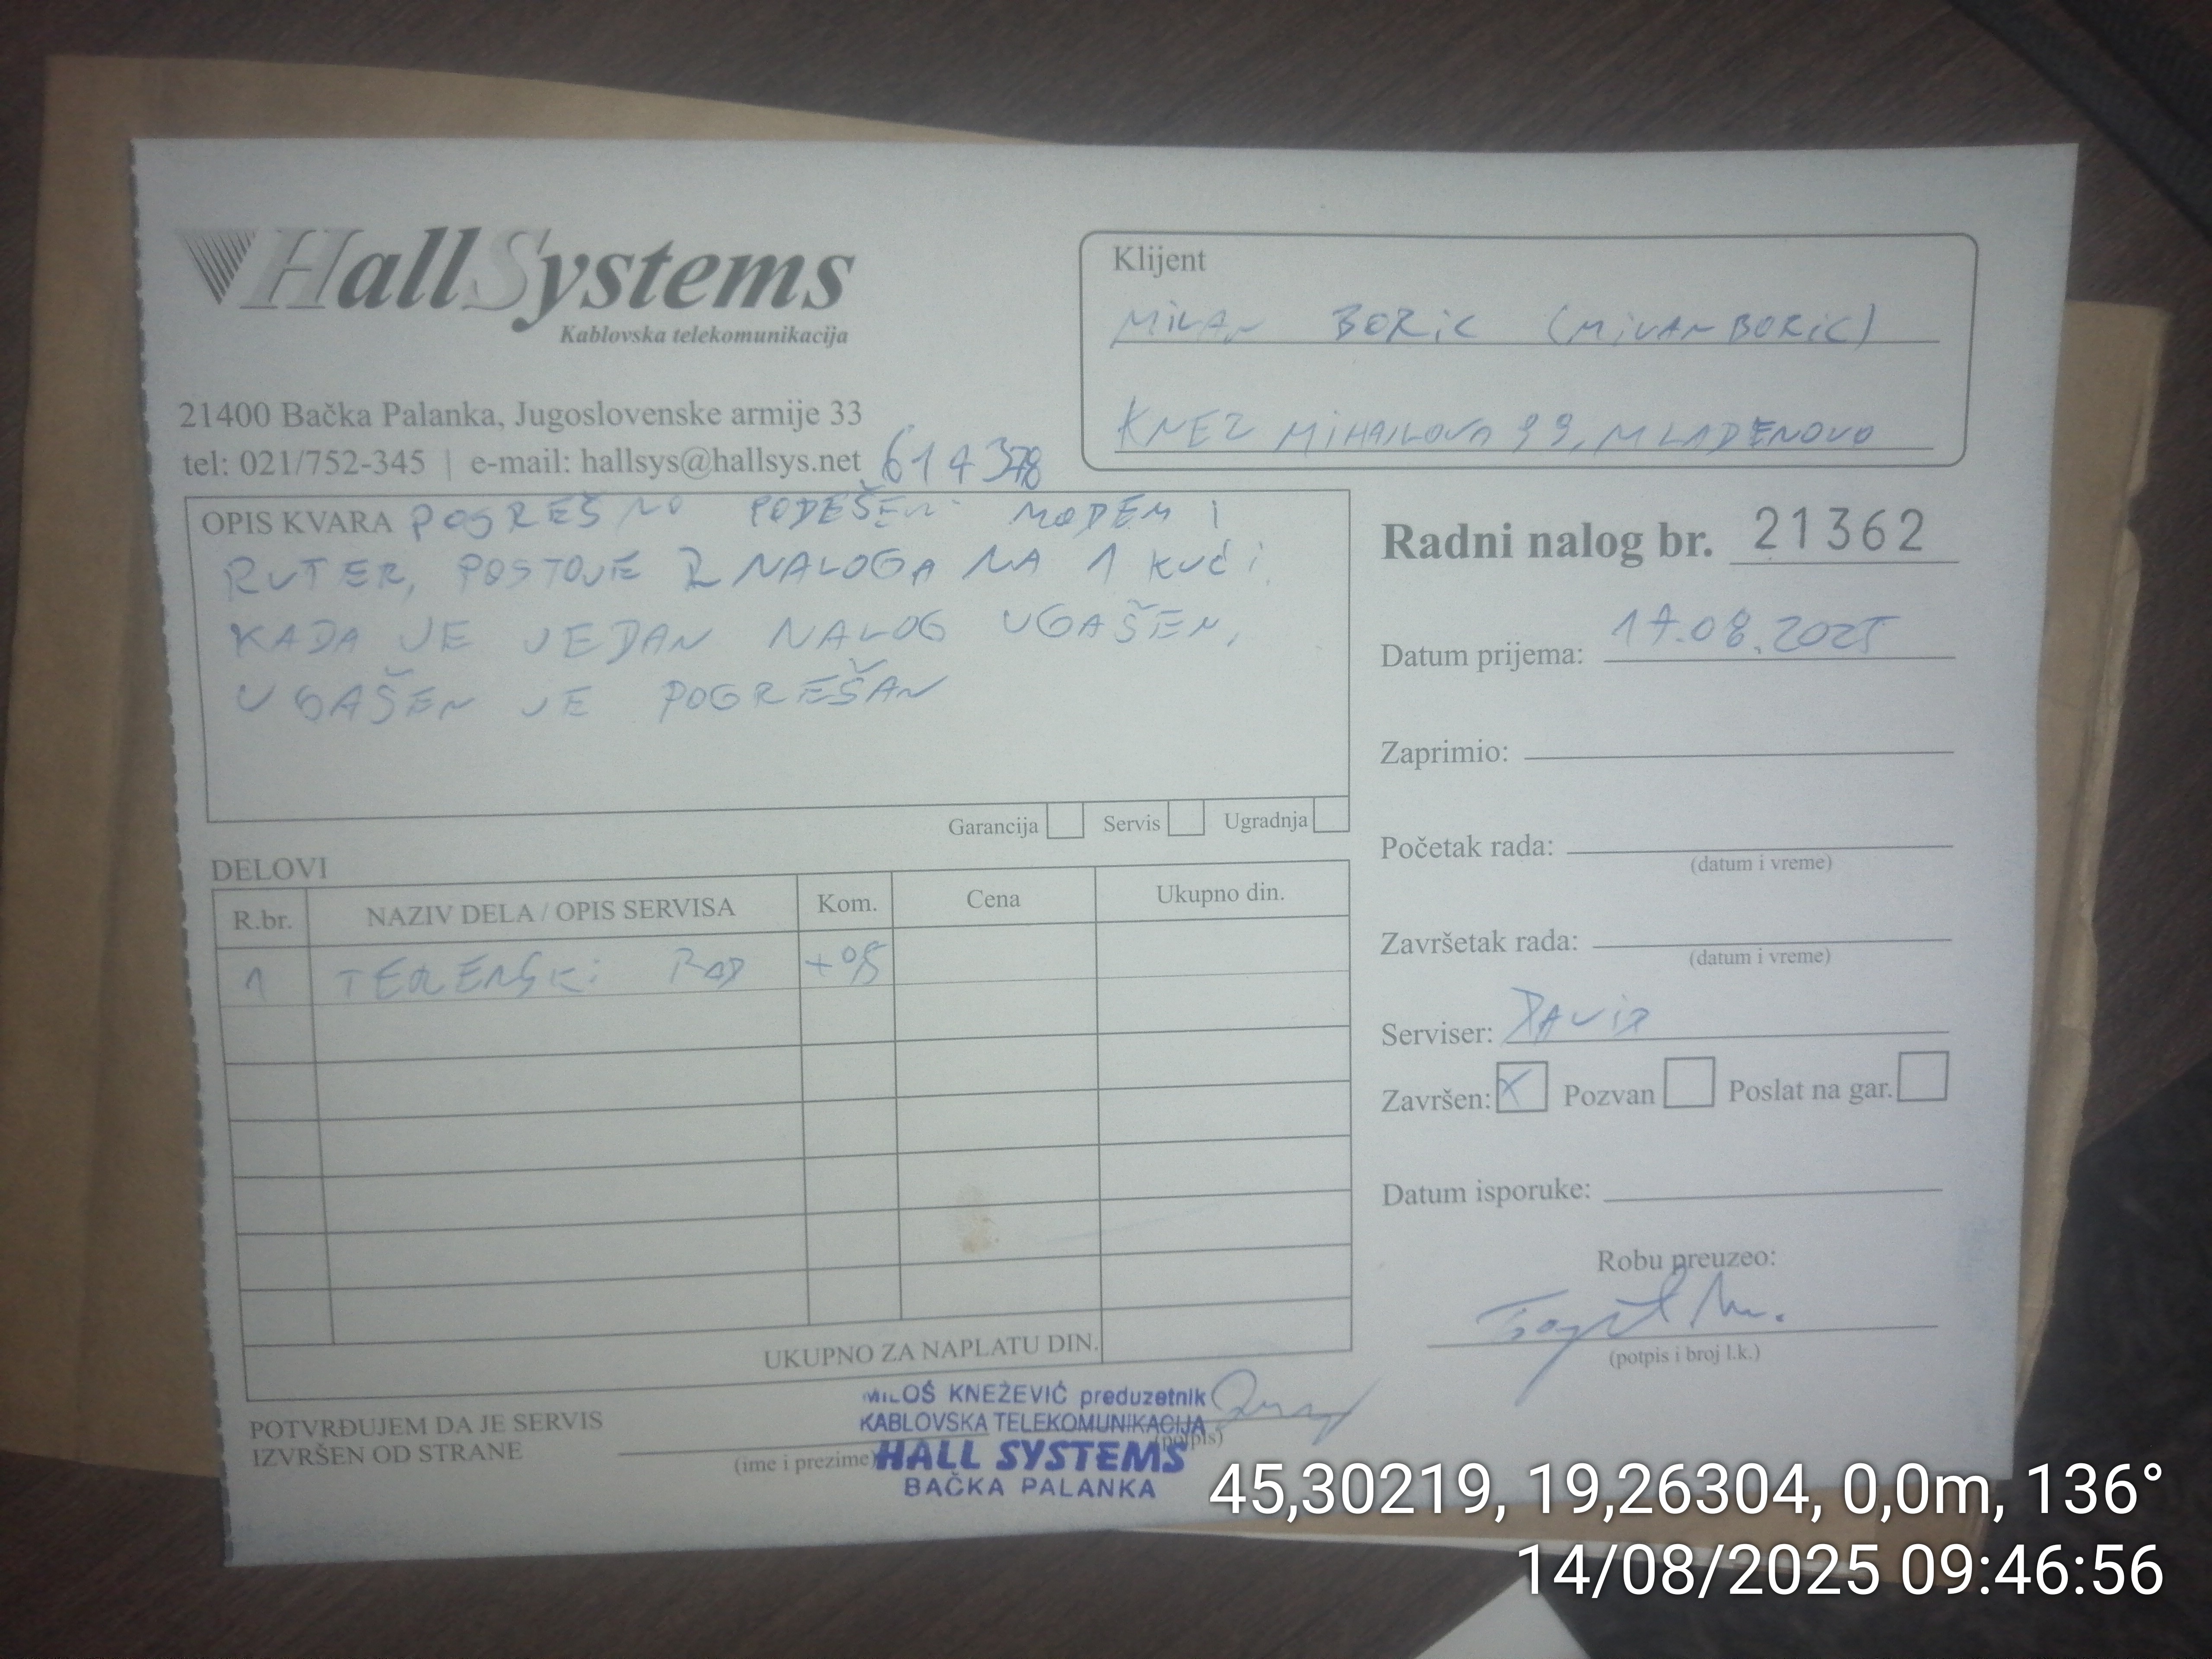 HallSystems
Kablovska telekomunikacija
21400 Bačka Palanka, Jugoslovenske armije 33
tel: 021/752-345 | e-mail: hallsys@hallsys.net
614378
Klijent
MILAN BORIC (MILANBORIC)
KNEZ MIHAILOVA 99, MLADENOVO
OPIS KVARA POGREŠNO PODEŠEN MODEM I
RUTER, POSTOJE 2 NALOGA NA 1 KUĆI.
KADA JE JEDAN NALOG UGAŠEN,
UGAŠEN JE POGREŠAN
Garancija Servis Ugradnja
Radni nalog br. 21362
Datum prijema: 14.08.2025
Zaprimio:
Početak rada:
(datum i vreme)
Završetak rada:
(datum i vreme)
Serviser: DAVID
Završen: X Pozvan Poslat na gar.
Datum isporuke:
Robu preuzeo:
(potpis i broj l.k.)
DELOVI
R.br. NAZIV DELA / OPIS SERVISA Kom. Cena Ukupno din.
1 TERENSKI RAD
UKUPNO ZA NAPLATU DIN.
POTVRĐUJEM DA JE SERVIS
IZVRŠEN OD STRANE
(ime i prezime)
(potpis)
MILOŠ KNEŽEVIĆ preduzetnik
KABLOVSKA TELEKOMUNIKACIJA
HALL SYSTEMS
BAČKA PALANKA
45,30219, 19,26304, 0,0m, 136°
14/08/2025 09:46:56